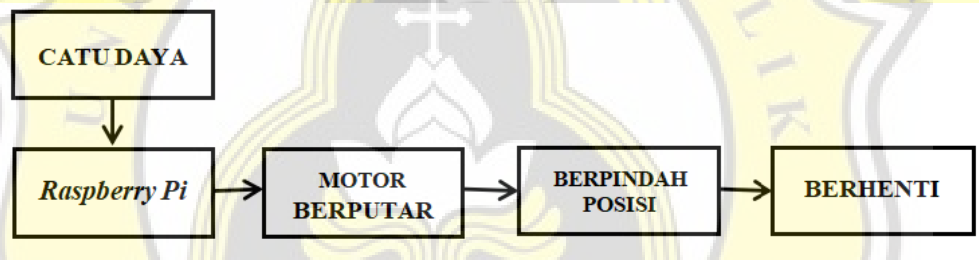 CATU DAYA
Raspberry Pi
MOTOR
BERPUTAR
BERPINDAH
POSISI
BERHENTI